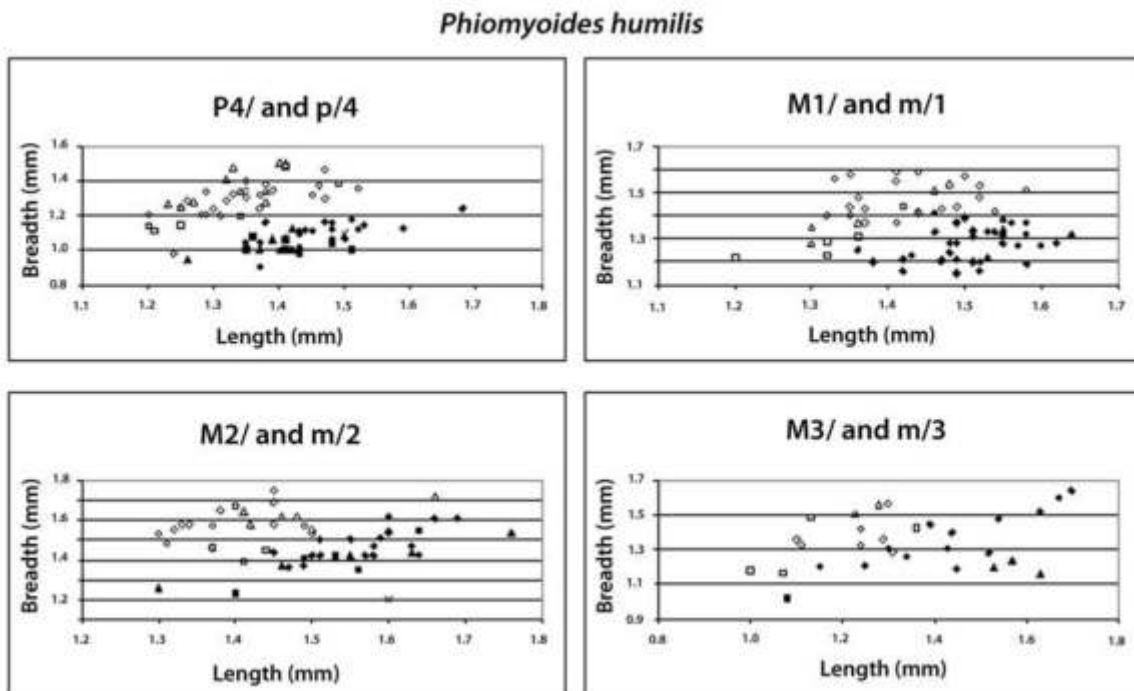 Phiomyoides humilis
P4/ and p/4
Breadth (mm)
1.6
1.4
1.2
1.0
0.8
1.1 1.2 1.3 1.4 1.5 1.6 1.7 1.8
Length (mm)
M1/ and m/1
Breadth (mm)
1.7
1.5
1.3
1.1
1.1 1.2 1.3 1.4 1.5 1.6 1.7
Length (mm)
M2/ and m/2
Breadth (mm)
1.8
1.6
1.4
1.2
1.2 1.3 1.4 1.5 1.6 1.7 1.8
Length (mm)
M3/ and m/3
Breadth (mm)
1.7
1.5
1.3
1.1
0.9
0.8 1.0 1.2 1.4 1.6 1.8
Length (mm)